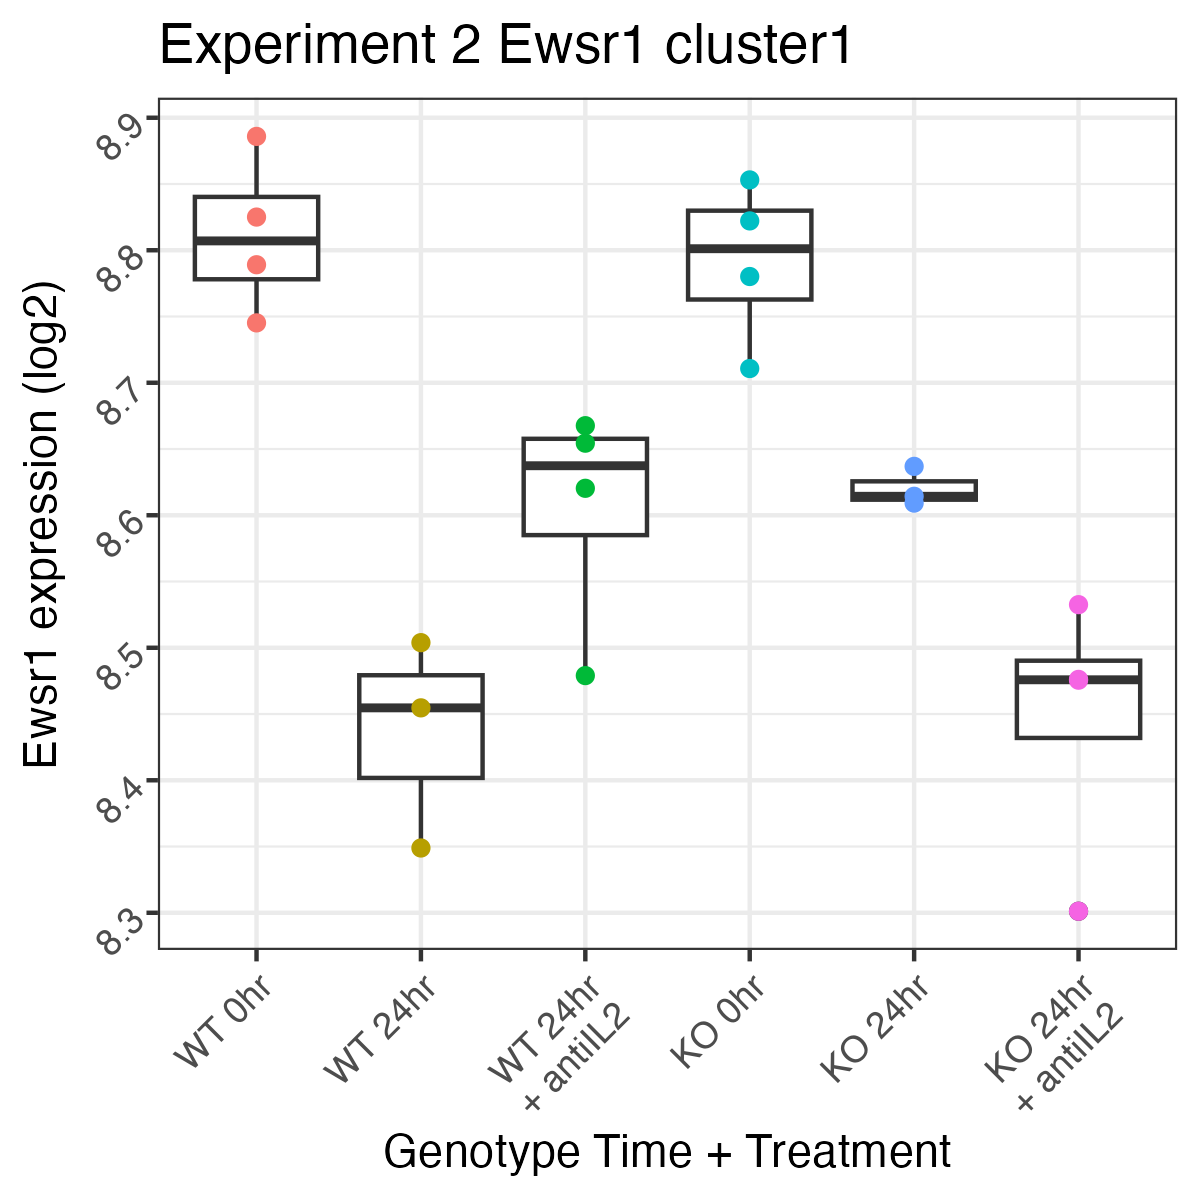 Experiment 2 Ewsr1 cluster1
Ewsr1 expression (log2)
8.9
8.8
8.7
8.6
8.5
8.4
8.3
WT 0hr
WT 24hr
WT 24hr
+ antiIL2
KO 0hr
KO 24hr
KO 24hr
+ antiIL2
Genotype Time + Treatment